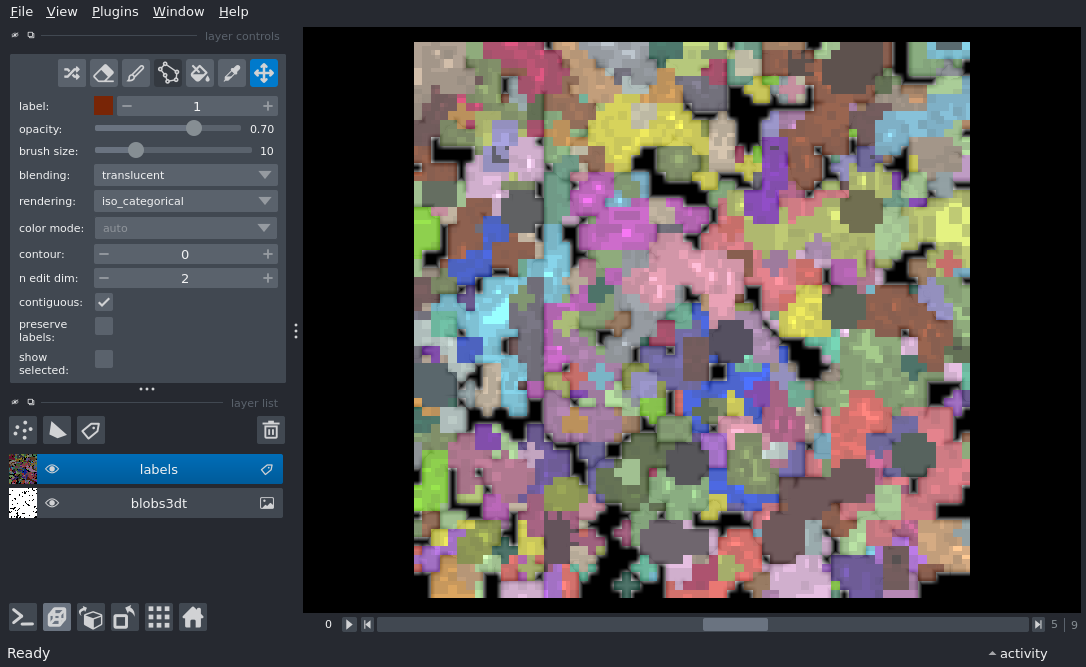 File View Plugins Window Help
layer controls
label: 1
opacity: 0.70
brush size: 10
blending: translucent
rendering: iso_categorical
color mode: auto
contour: 0
n edit dim: 2
contiguous:
preserve
labels:
show
selected:
layer list
labels
blobs3dt
0 5 | 9
Ready activity